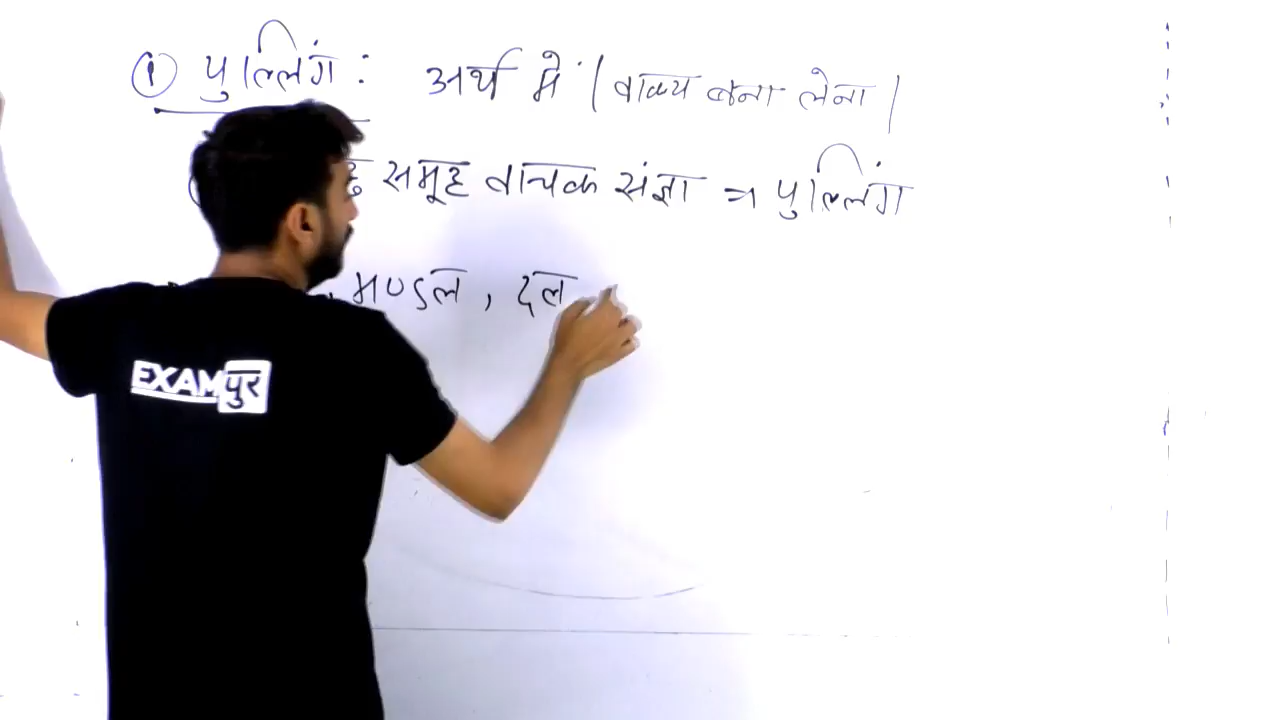 ① पुल्लिंग : अर्थ में (वाक्य बना लेना)
समूह वाचक संज्ञा → पुल्लिंग
, मण्डल, दल
EXAMपुर